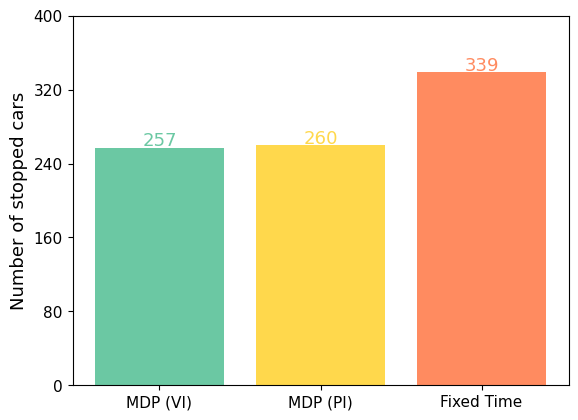 Number of stopped cars
400
320
240
160
80
0
257
260
339
MDP (VI)
MDP (PI)
Fixed Time